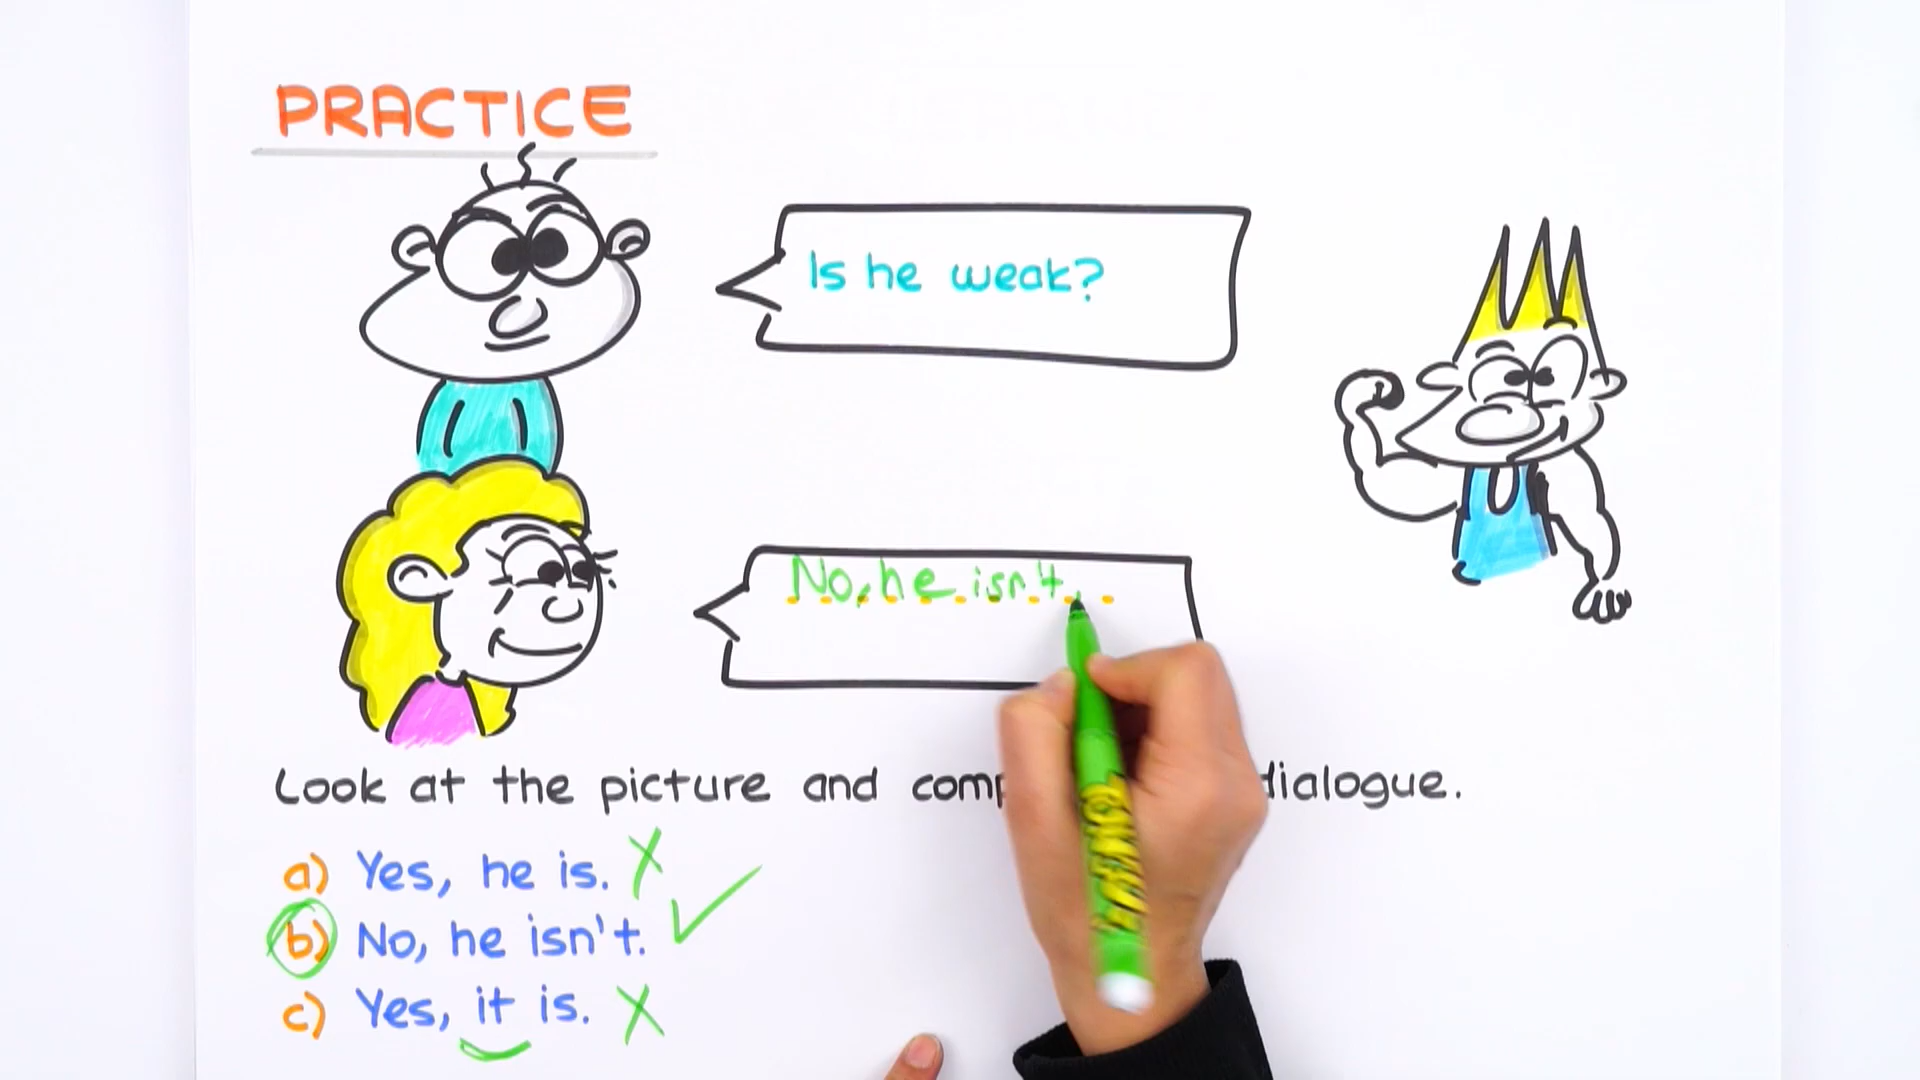 PRACTICE
Is he weak?
No, he isn't.
Look at the picture and dialogue.
a) Yes, he is.
b) No, he isn't.
c) Yes, it is.